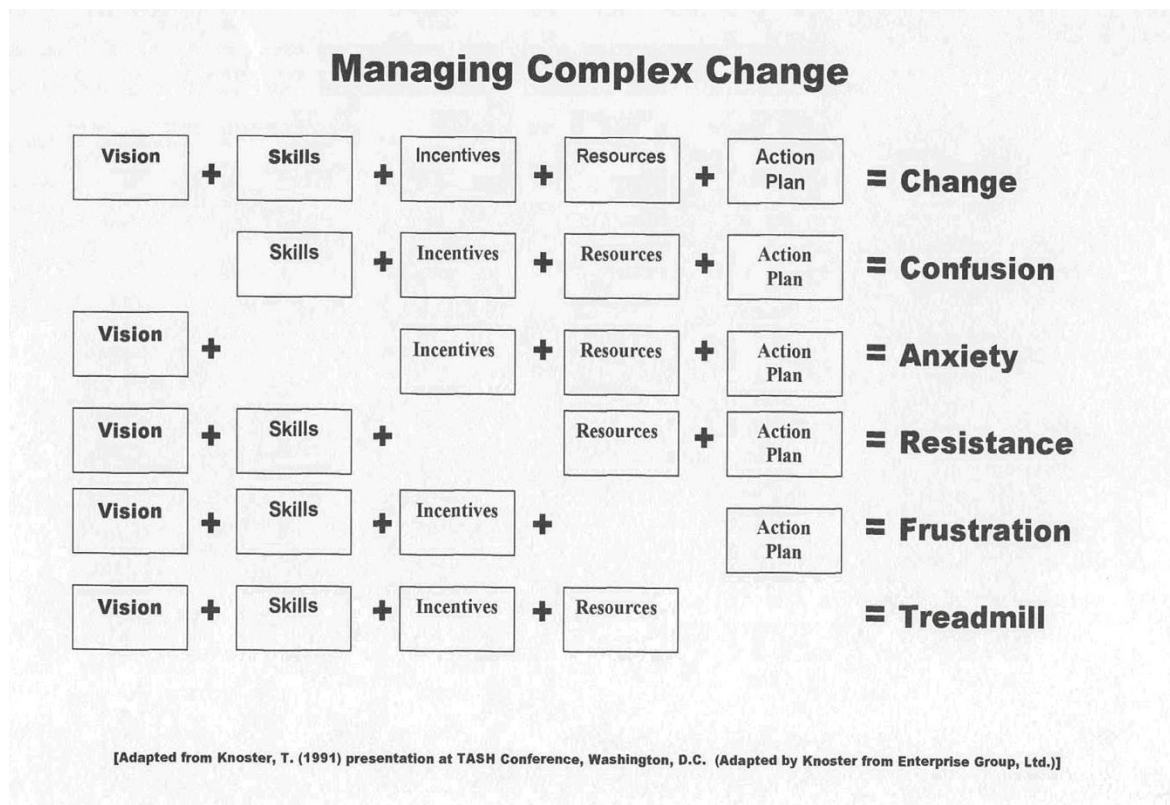 Managing Complex Change
Vision + Skills + Incentives + Resources + Action Plan = Change
Skills + Incentives + Resources + Action Plan = Confusion
Vision + Incentives + Resources + Action Plan = Anxiety
Vision + Skills + Resources + Action Plan = Resistance
Vision + Skills + Incentives + Action Plan = Frustration
Vision + Skills + Incentives + Resources = Treadmill
[Adapted from Knoster, T. (1991) presentation at TASH Conference, Washington, D.C. (Adapted by Knoster from Enterprise Group, Ltd.)]